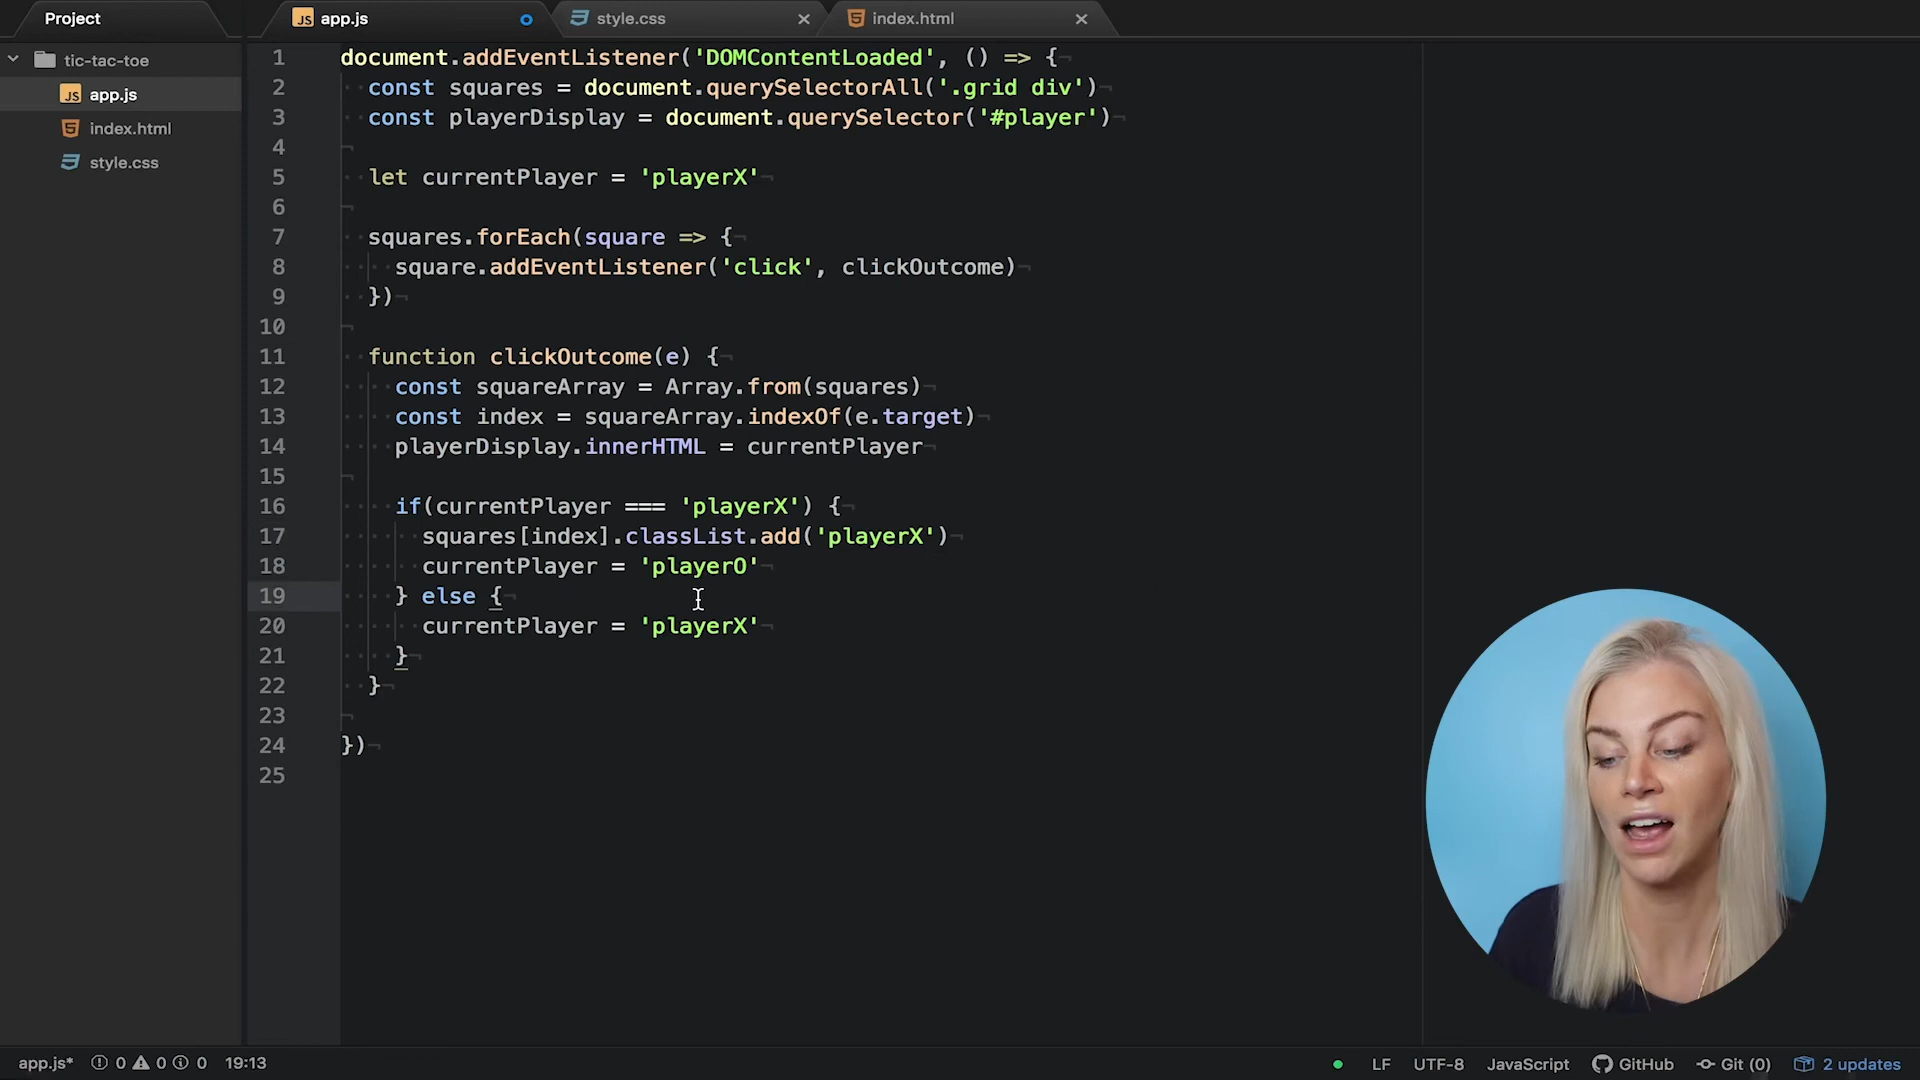 Project
app.js
style.css
index.html
tic-tac-toe
app.js
index.html
style.css
1 document.addEventListener('DOMContentLoaded', () => {
2 const squares = document.querySelectorAll('.grid div')
3 const playerDisplay = document.querySelector('#player')
4
5 let currentPlayer = 'playerX'
6
7 squares.forEach(square => {
8 square.addEventListener('click', clickOutcome)
9 })
10
11 function clickOutcome(e) {
12 const squareArray = Array.from(squares)
13 const index = squareArray.indexOf(e.target)
14 playerDisplay.innerHTML = currentPlayer
15
16 if(currentPlayer === 'playerX') {
17 squares[index].classList.add('playerX')
18 currentPlayer = 'playerO'
19 } else {
20 currentPlayer = 'playerX'
21 }
22 }
23
24 })
25
app.js* 0 0 0 19:13
LF UTF-8 JavaScript GitHub Git (0) 2 updates